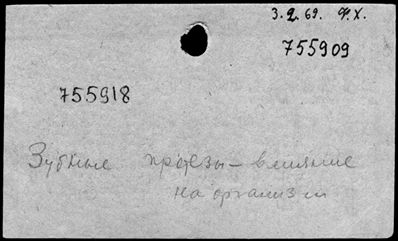 3.2.69. Ф.Х.
755909
755918
Зубные протезы – влияние
на организм